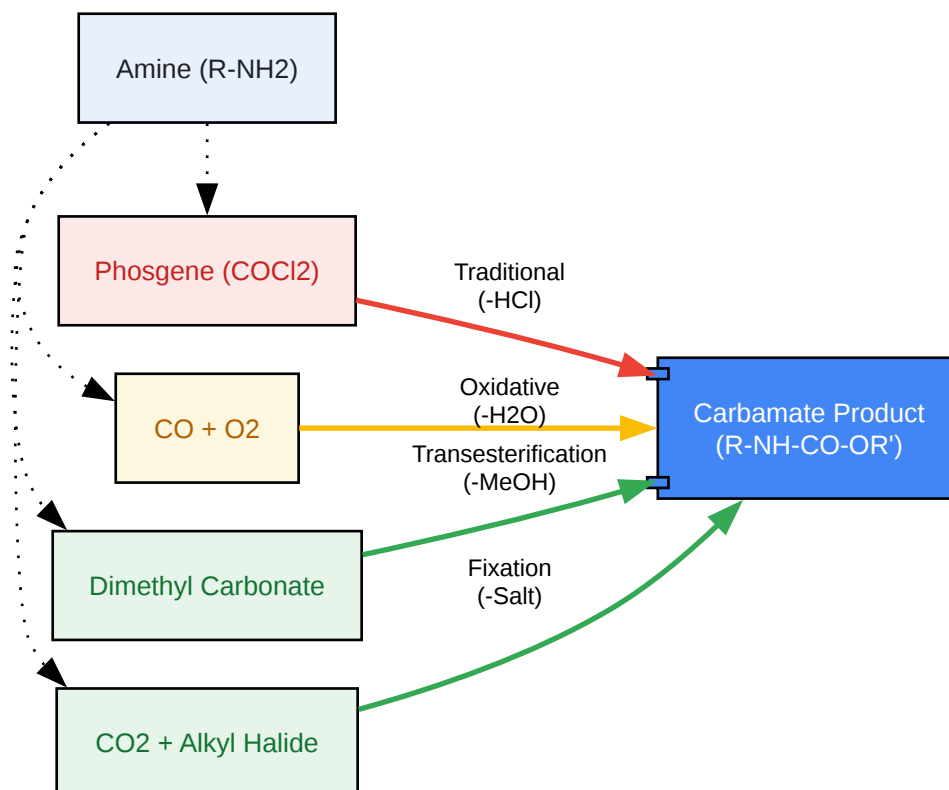 Amine (R-NH2)
Phosgene (COCl2)
Traditional
(-HCl)
CO + O2
Oxidative
(-H2O)
Carbamate Product
(R-NH-CO-OR')
Transesterification
(-MeOH)
Dimethyl Carbonate
Fixation
(-Salt)
CO2 + Alkyl Halide